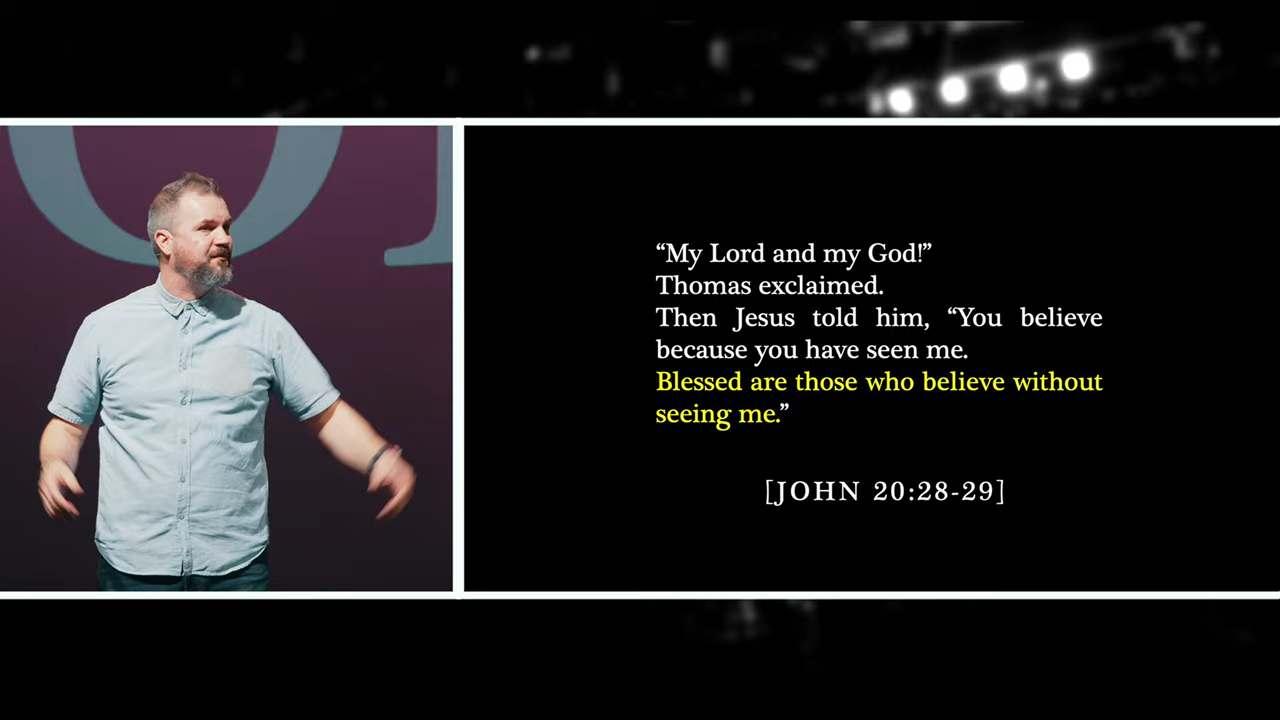 “My Lord and my God!”
Thomas exclaimed.
Then Jesus told him, “You believe
because you have seen me.
Blessed are those who believe without
seeing me.”
[JOHN 20:28-29]